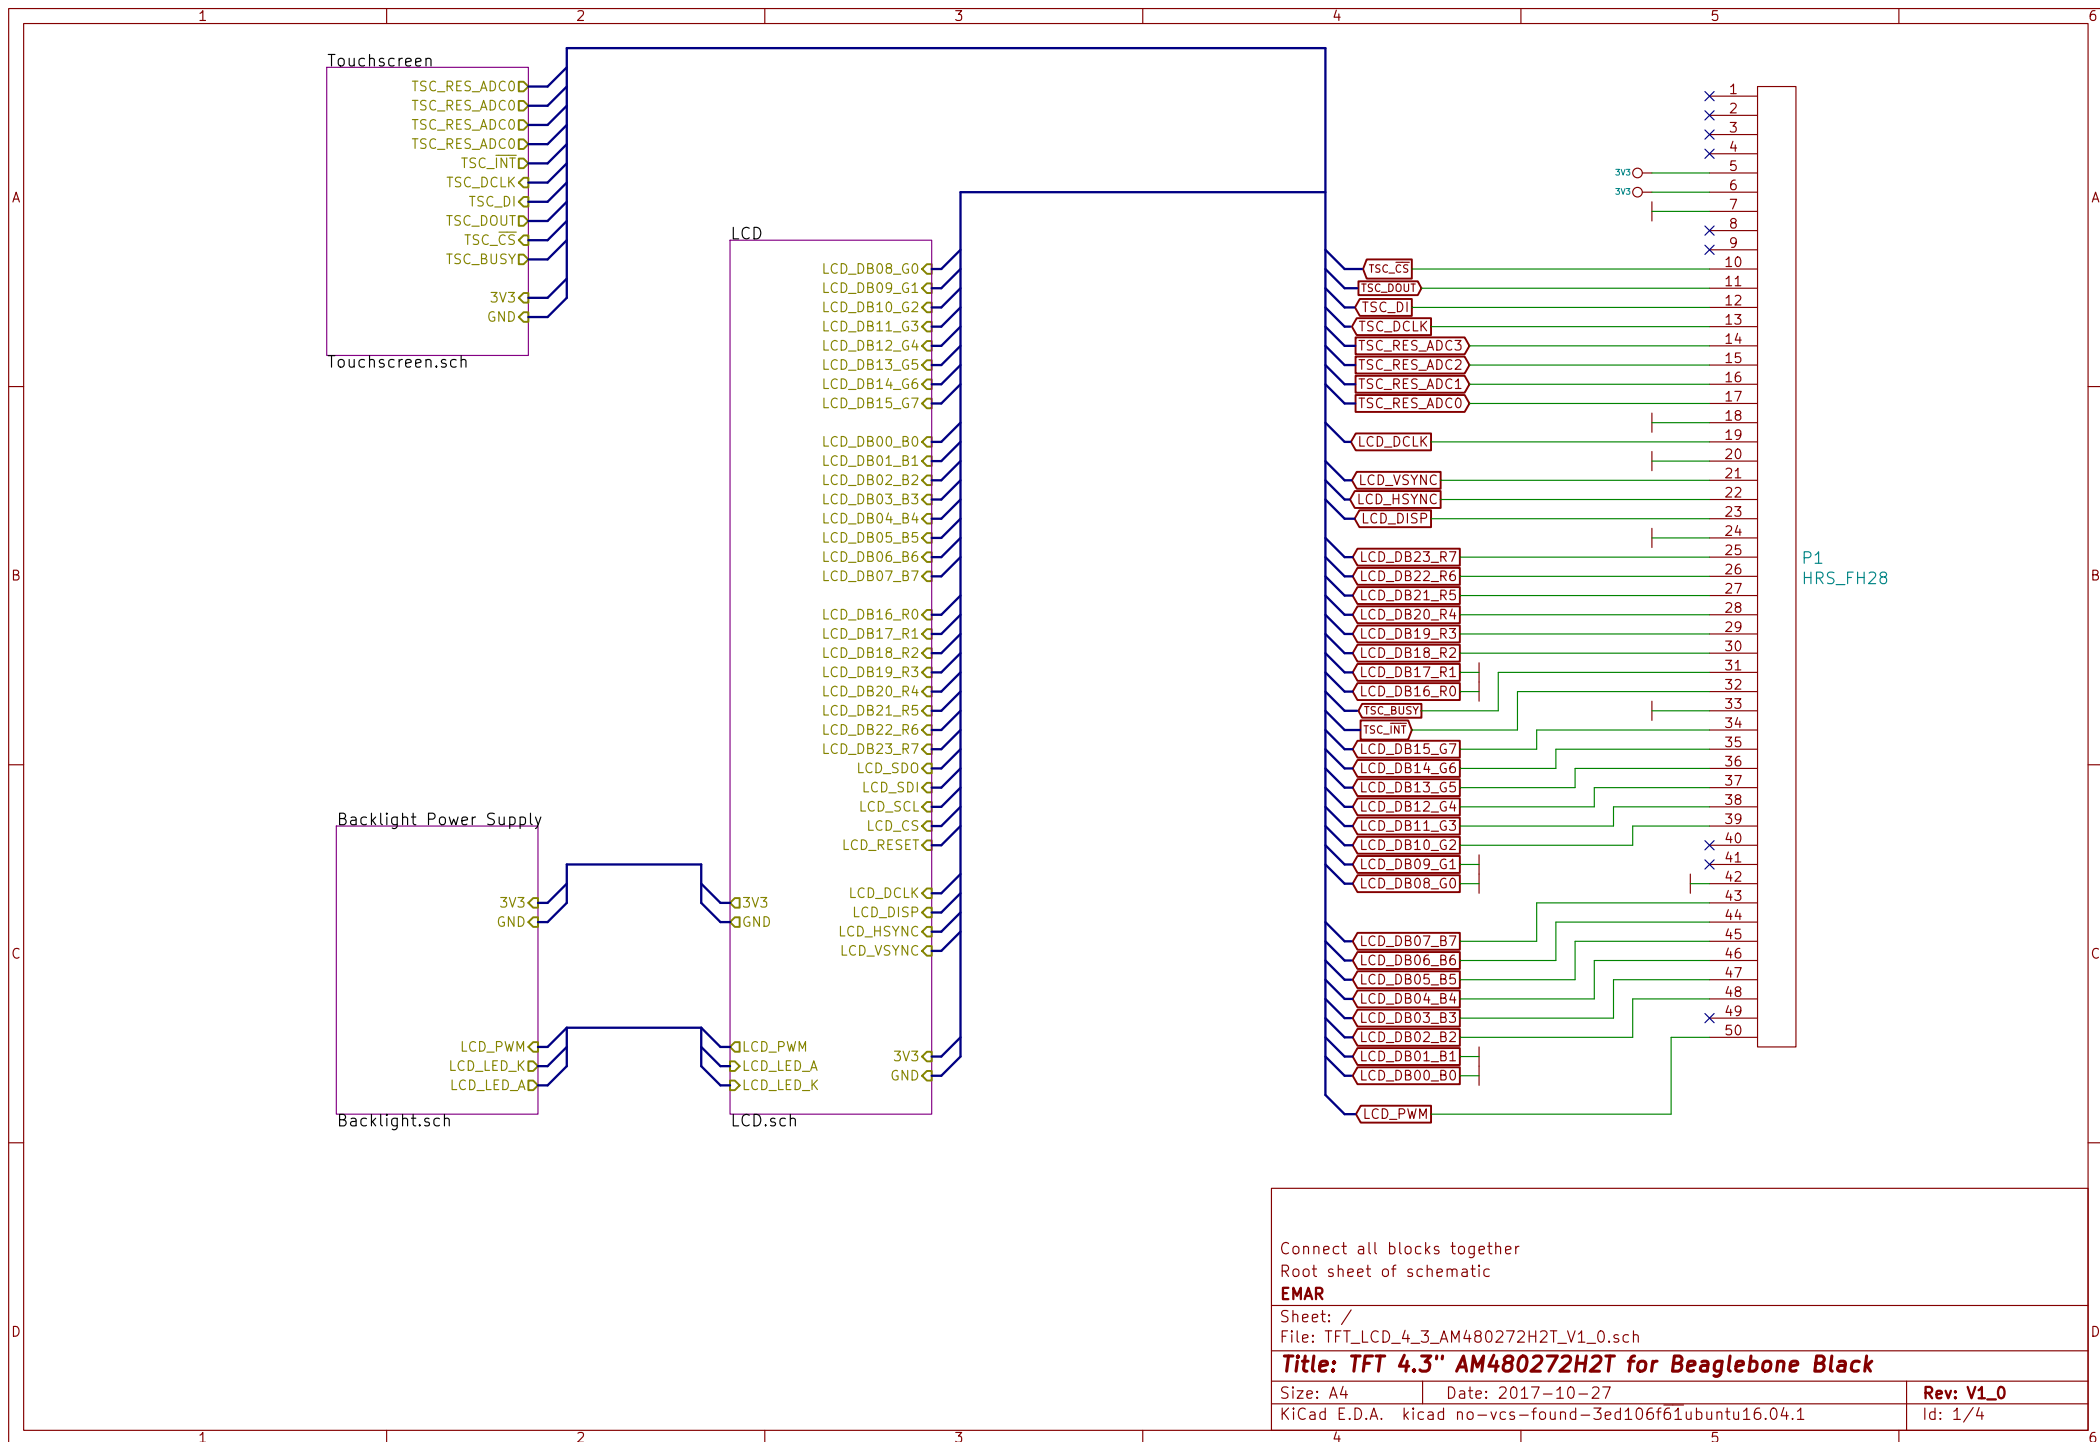 1 2 3 4 5 6
Touchscreen
TSC_RES_ADC0
TSC_RES_ADC0
TSC_RES_ADC0
TSC_RES_ADC0
TSC_INT
TSC_DCLK
TSC_DI
TSC_DOUT
TSC_CS
TSC_BUSY
3V3
GND
Touchscreen.sch
Backlight Power Supply
3V3
GND
LCD_PWM
LCD_LED_K
LCD_LED_A
Backlight.sch
LCD
LCD_DB08_G0
LCD_DB09_G1
LCD_DB10_G2
LCD_DB11_G3
LCD_DB12_G4
LCD_DB13_G5
LCD_DB14_G6
LCD_DB15_G7
LCD_DB00_B0
LCD_DB01_B1
LCD_DB02_B2
LCD_DB03_B3
LCD_DB04_B4
LCD_DB05_B5
LCD_DB06_B6
LCD_DB07_B7
LCD_DB16_R0
LCD_DB17_R1
LCD_DB18_R2
LCD_DB19_R3
LCD_DB20_R4
LCD_DB21_R5
LCD_DB22_R6
LCD_DB23_R7
LCD_SDO
LCD_SDI
LCD_SCL
LCD_CS
LCD_RESET
LCD_DCLK
LCD_DISP
LCD_HSYNC
LCD_VSYNC
3V3
GND
3V3
GND
LCD_PWM
LCD_LED_A
LCD_LED_K
LCD.sch
TSC_CS
TSC_DOUT
TSC_DI
TSC_DCLK
TSC_RES_ADC3
TSC_RES_ADC2
TSC_RES_ADC1
TSC_RES_ADC0
LCD_DCLK
LCD_VSYNC
LCD_HSYNC
LCD_DISP
LCD_DB23_R7
LCD_DB22_R6
LCD_DB21_R5
LCD_DB20_R4
LCD_DB19_R3
LCD_DB18_R2
LCD_DB17_R1
LCD_DB16_R0
TSC_BUSY
TSC_INT
LCD_DB15_G7
LCD_DB14_G6
LCD_DB13_G5
LCD_DB12_G4
LCD_DB11_G3
LCD_DB10_G2
LCD_DB09_G1
LCD_DB08_G0
LCD_DB07_B7
LCD_DB06_B6
LCD_DB05_B5
LCD_DB04_B4
LCD_DB03_B3
LCD_DB02_B2
LCD_DB01_B1
LCD_DB00_B0
LCD_PWM
3V3
3V3
1
2
3
4
5
6
7
8
9
10
11
12
13
14
15
16
17
18
19
20
21
22
23
24
25
26
27
28
29
30
31
32
33
34
35
36
37
38
39
40
41
42
43
44
45
46
47
48
49
50
P1
HRS_FH28
A A
B B
C C
D D
Connect all blocks together
Root sheet of schematic
EMAR
Sheet: /
File: TFT_LCD_4_3_AM480272H2T_V1_0.sch
Title: TFT 4.3" AM480272H2T for Beaglebone Black
Size: A4 Date: 2017-10-27 Rev: V1_0
KiCad E.D.A. kicad no-vcs-found-3ed106f61ubuntu16.04.1 Id: 1/4
1 2 3 4 5 6